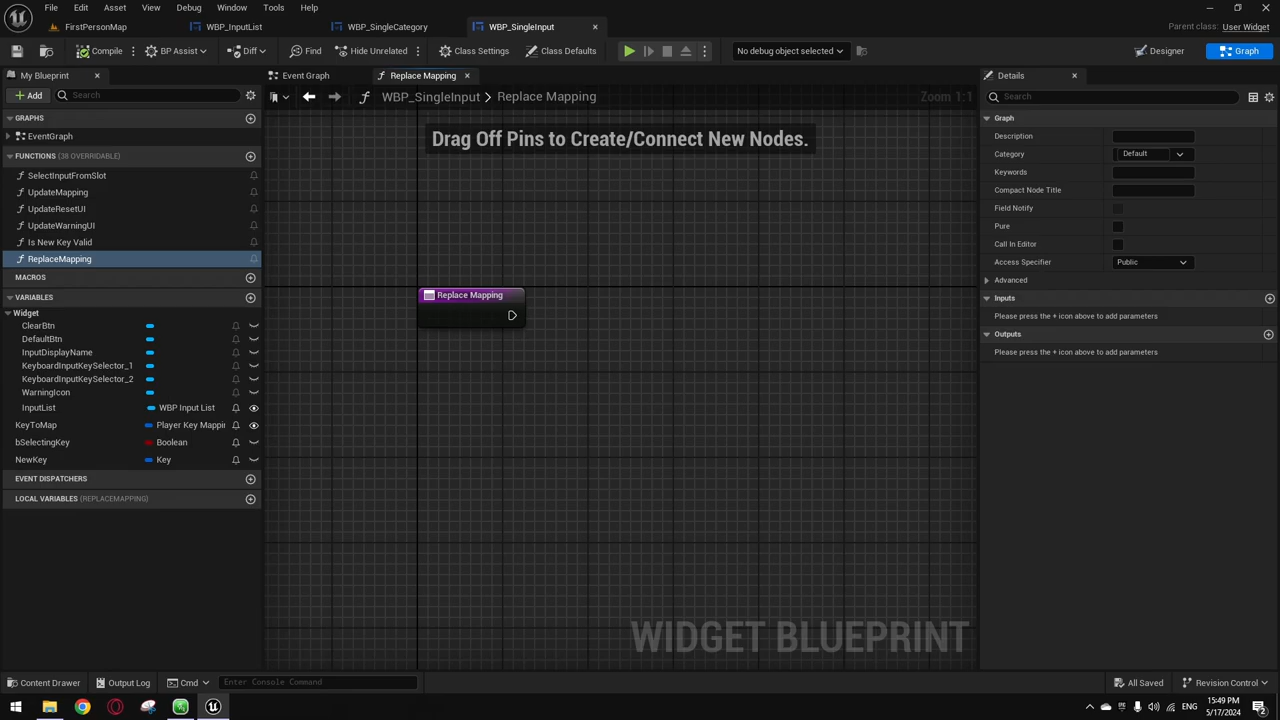 File Edit Asset View Debug Window Tools Help
FirstPersonMap WBP_InputList WBP_SingleCategory WBP_SingleInput
Parent class: User Widget
Compile BP Assist Diff Find Hide Unrelated Class Settings Class Defaults No debug object selected Designer Graph
My Blueprint Event Graph Replace Mapping Details
Add Search WBP_SingleInput Replace Mapping Zoom 1:1 Search
GRAPHS
EventGraph
FUNCTIONS (38 OVERRIDABLE)
SelectInputFromSlot
UpdateMapping
UpdateResetUI
UpdateWarningUI
Is New Key Valid
ReplaceMapping
MACROS
VARIABLES
Widget
ClearBtn
DefaultBtn
InputDisplayName
KeyboardInputKeySelector_1
KeyboardInputKeySelector_2
WarningIcon
InputList WBP Input List
KeyToMap Player Key Mappi
bSelectingKey Boolean
NewKey Key
EVENT DISPATCHERS
LOCAL VARIABLES (REPLACEMAPPING)
Drag Off Pins to Create/Connect New Nodes.
Replace Mapping
WIDGET BLUEPRINT
Graph
Description
Category Default
Keywords
Compact Node Title
Field Notify
Pure
Call In Editor
Access Specifier Public
Advanced
Inputs
Please press the + icon above to add parameters
Outputs
Please press the + icon above to add parameters
Content Drawer Output Log Cmd Enter Console Command All Saved Revision Control
ENG 15:49 PM
5/17/2024
2